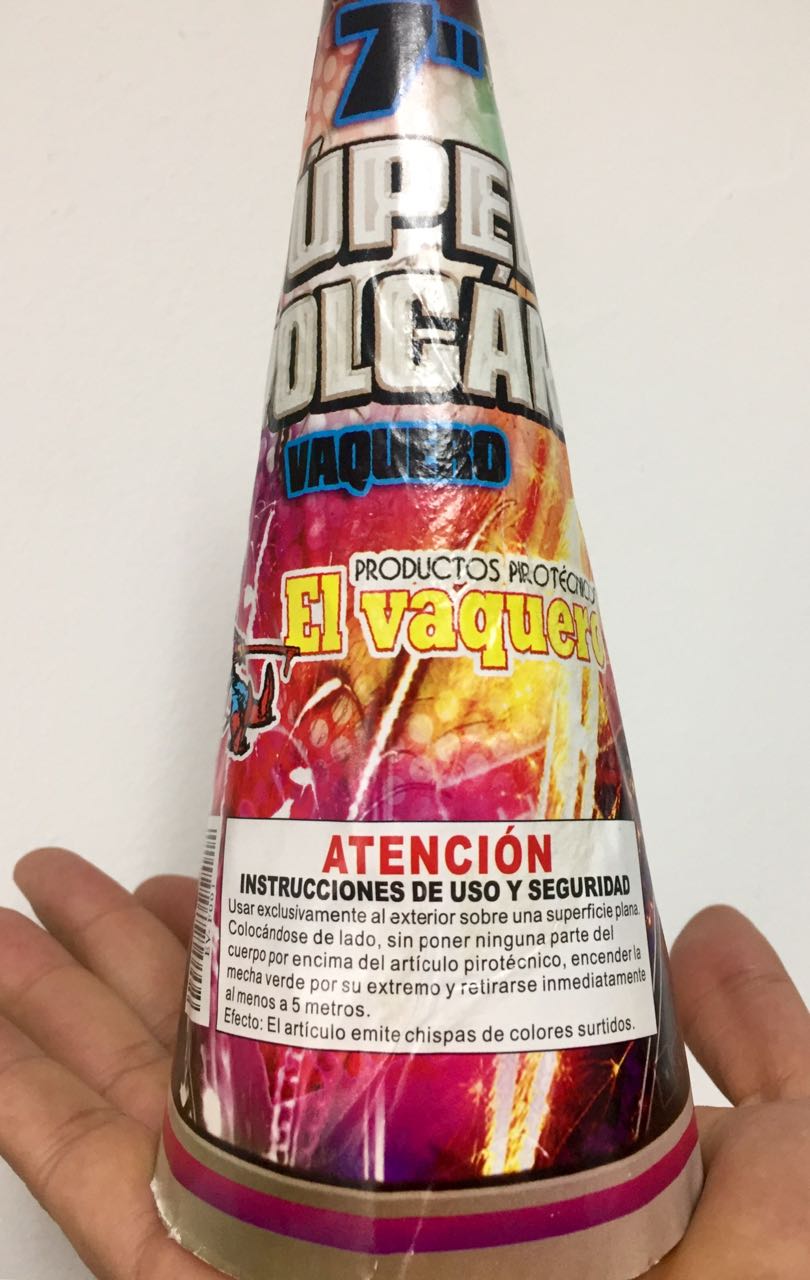 7"
SÚPER
VOLCÁN
VAQUERO
PRODUCTOS PIROTÉCNICOS
El vaquero
ATENCIÓN
INSTRUCCIONES DE USO Y SEGURIDAD
Usar exclusivamente al exterior sobre una superficie plana.
Colocándose de lado, sin poner ninguna parte del
cuerpo por encima del artículo pirotécnico, encender la
mecha verde por su extremo y retirarse inmediatamente
al menos a 5 metros.
Efecto: El artículo emite chispas de colores surtidos.